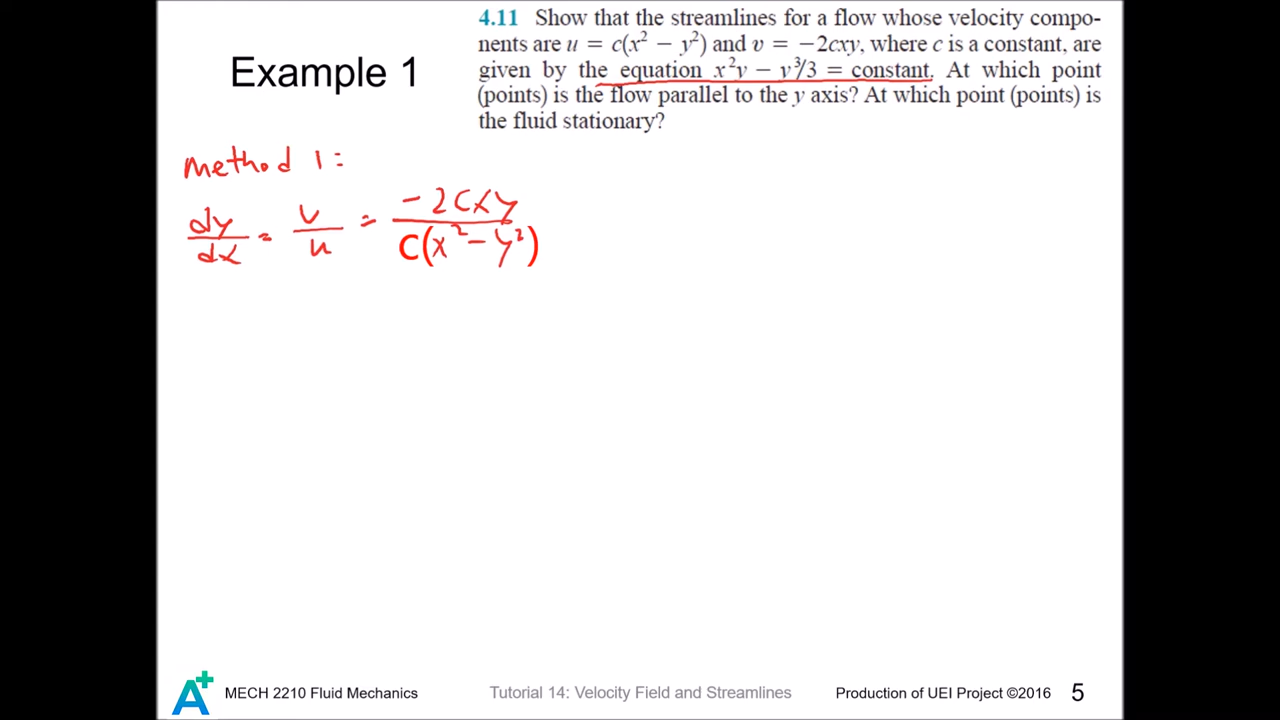 Example 1
4.11 Show that the streamlines for a flow whose velocity compo-
nents are u = c(x² − y²) and v = −2cxy, where c is a constant, are
given by the equation x²y − y³/3 = constant. At which point
(points) is the flow parallel to the y axis? At which point (points) is
the fluid stationary?
method 1:
dy/dx = v/u = -2cxy/c(x²-y²)
A+ MECH 2210 Fluid Mechanics Tutorial 14: Velocity Field and Streamlines Production of UEI Project ©2016 5